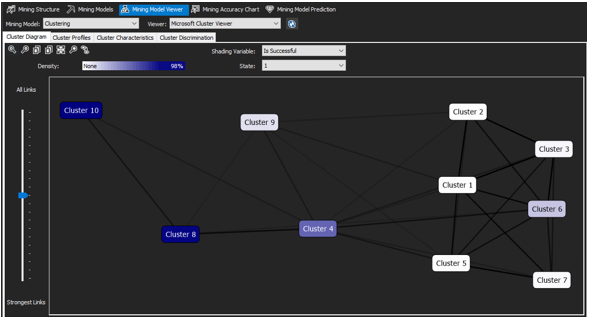 Mining Structure Mining Models Mining Model Viewer Mining Accuracy Chart Mining Model Prediction
Mining Model: Clustering Viewer: Microsoft Cluster Viewer
Cluster Diagram Cluster Profiles Cluster Characteristics Cluster Discrimination
Shading Variable: Is Successful
Density: None 98% State: 1
All Links
Cluster 10
Cluster 2
Cluster 9
Cluster 3
Cluster 1
Cluster 6
Cluster 4
Cluster 8
Cluster 5
Cluster 7
Strongest Links